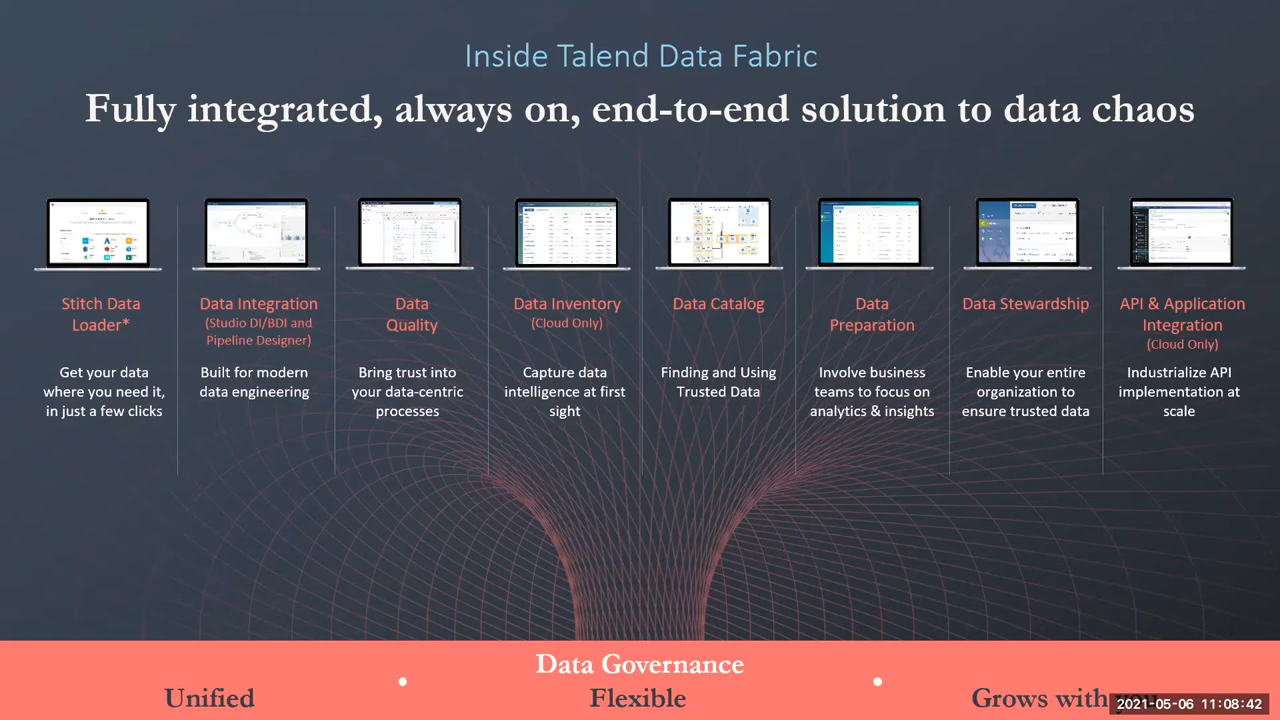 Inside Talend Data Fabric
Fully integrated, always on, end-to-end solution to data chaos
Stitch Data
Loader*
Get your data
where you need it,
in just a few clicks
Data Integration
(Studio DI/BDI and
Pipeline Designer)
Built for modern
data engineering
Data
Quality
Bring trust into
your data-centric
processes
Data Inventory
(Cloud Only)
Capture data
intelligence at first
sight
Data Catalog
Finding and Using
Trusted Data
Data
Preparation
Involve business
teams to focus on
analytics & insights
Data Stewardship
Enable your entire
organization to
ensure trusted data
API & Application
Integration
(Cloud Only)
Industrialize API
implementation at
scale
Data Governance
Unified
Flexible
Grows with you
2021-05-06 11:08:42